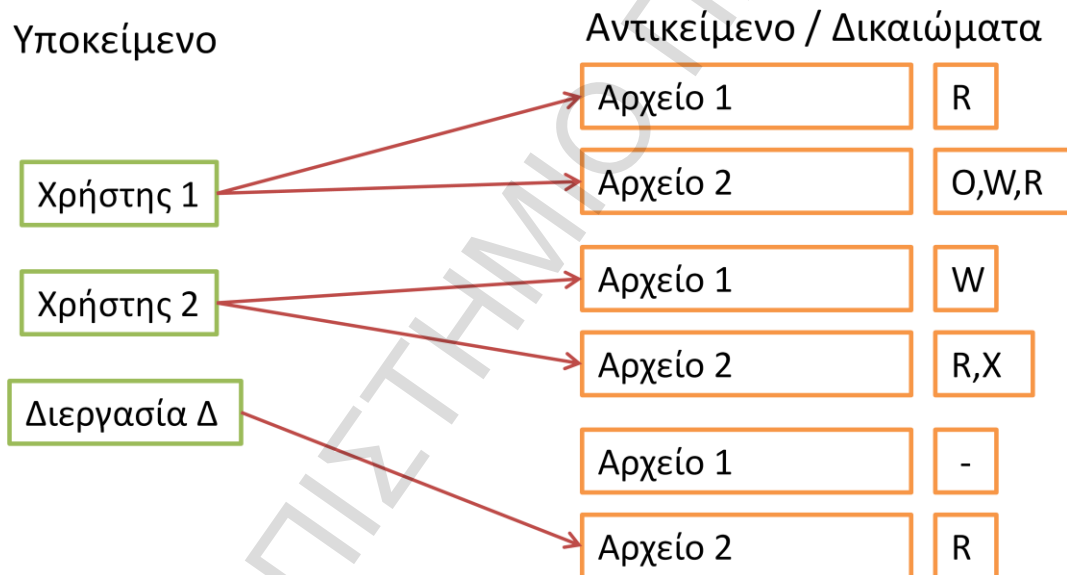 Υποκείμενο
Αντικείμενο / Δικαιώματα
Αρχείο 1 R
Χρήστης 1
Αρχείο 2 O,W,R
Χρήστης 2
Αρχείο 1 W
Αρχείο 2 R,X
Διεργασία Δ
Αρχείο 1 -
Αρχείο 2 R
ΠΙΣΤΗΜΙΟ Π